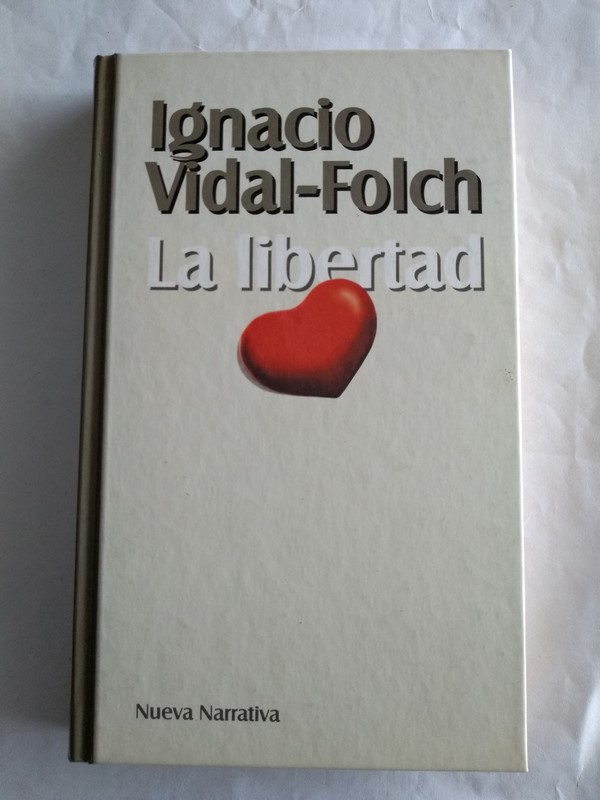 Ignacio
Vidal-Folch
La libertad
Nueva Narrativa